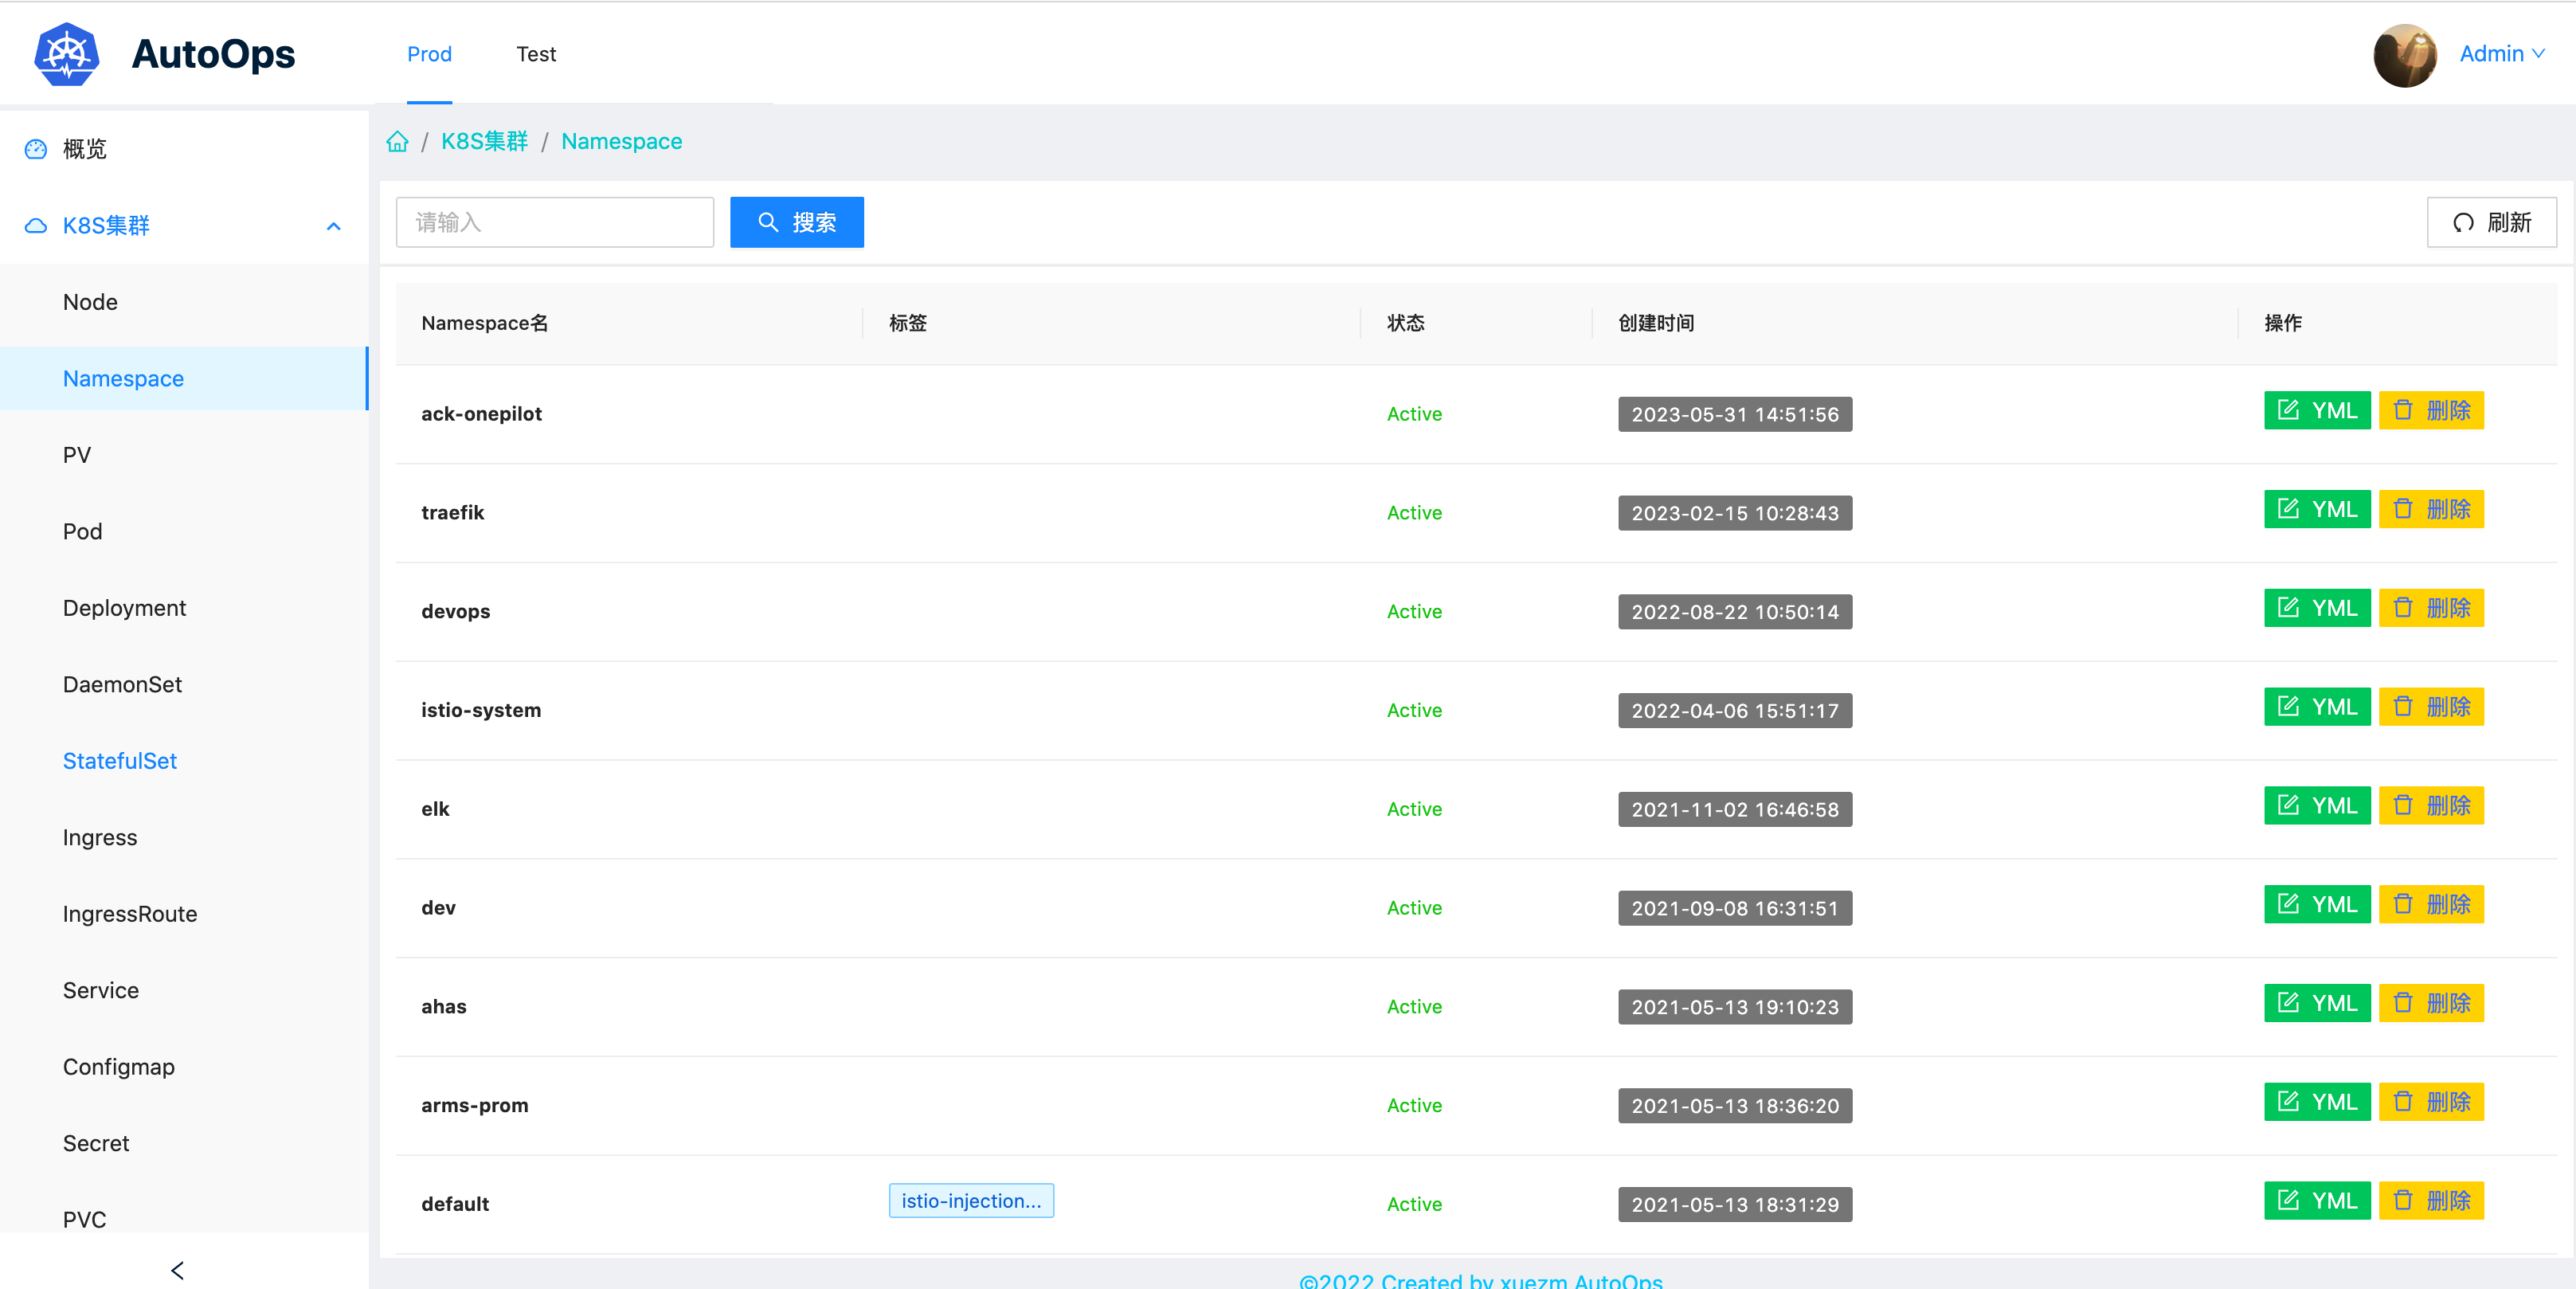 AutoOps
Prod
Test
Admin
概览
K8S集群
Node
Namespace
PV
Pod
Deployment
DaemonSet
StatefulSet
Ingress
IngressRoute
Service
Configmap
Secret
PVC
/ K8S集群 / Namespace
请输入
搜索
刷新
Namespace名 标签 状态 创建时间 操作
ack-onepilot Active 2023-05-31 14:51:56 YML 删除
traefik Active 2023-02-15 10:28:43 YML 删除
devops Active 2022-08-22 10:50:14 YML 删除
istio-system Active 2022-04-06 15:51:17 YML 删除
elk Active 2021-11-02 16:46:58 YML 删除
dev Active 2021-09-08 16:31:51 YML 删除
ahas Active 2021-05-13 19:10:23 YML 删除
arms-prom Active 2021-05-13 18:36:20 YML 删除
default istio-injection... Active 2021-05-13 18:31:29 YML 删除
©2022 Created by xuezm AutoOps